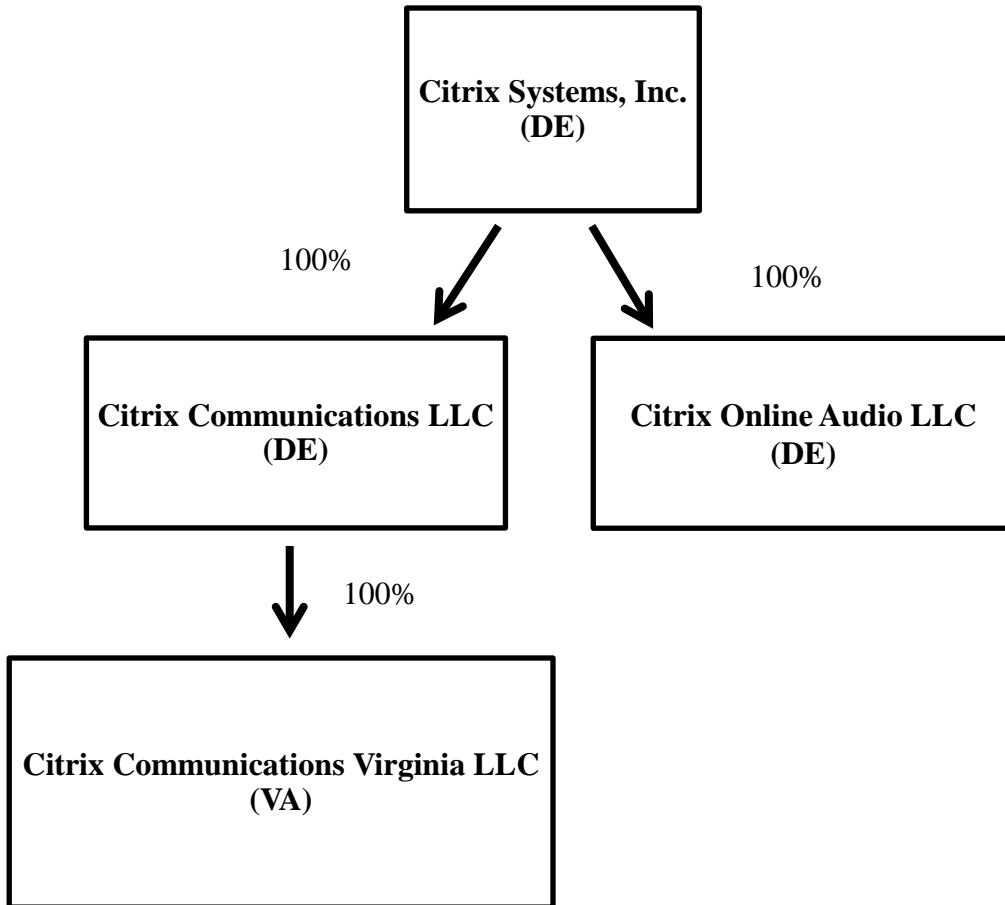 Citrix Systems, Inc.
(DE)
100%
100%
Citrix Communications LLC
(DE)
Citrix Online Audio LLC
(DE)
100%
Citrix Communications Virginia LLC
(VA)